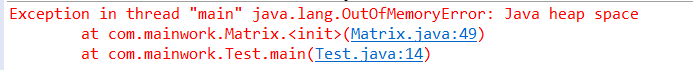 Exception in thread "main" java.lang.OutOfMemoryError: Java heap space
at com.mainwork.Matrix.<init>(Matrix.java:49)
at com.mainwork.Test.main(Test.java:14)